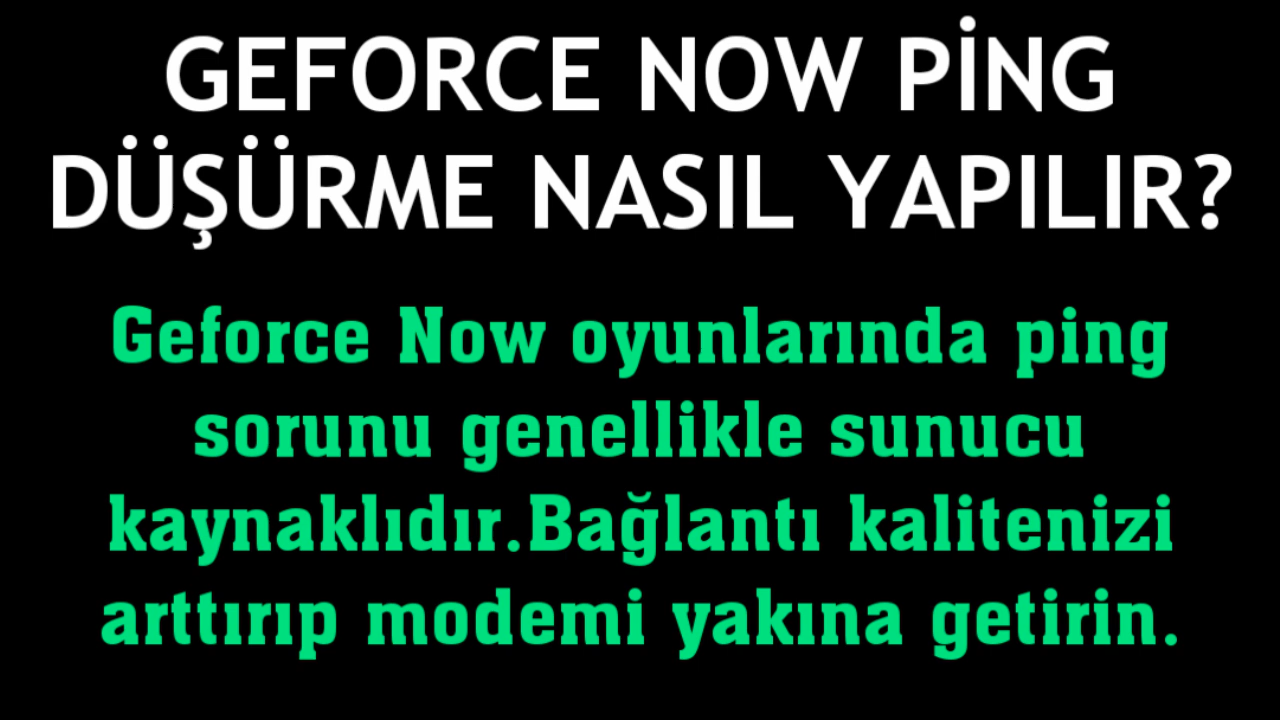 GEFORCE NOW PİNG
DÜŞÜRME NASIL YAPILIR?
Geforce Now oyunlarında ping
sorunu genellikle sunucu
kaynaklıdır.Bağlantı kalitenizi
arttırıp modemi yakına getirin.